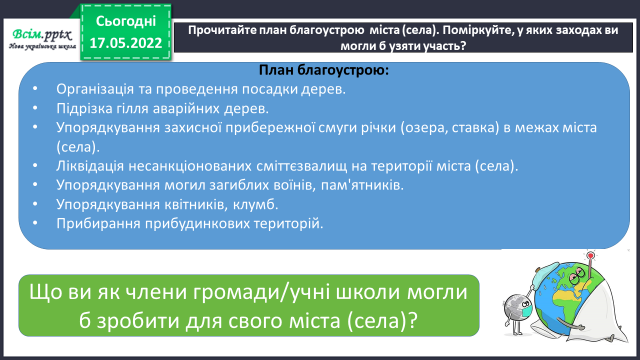 Всім.pptx
Нова українська школа
Сьогодні
17.05.2022
Прочитайте план благоустрою міста (села). Поміркуйте, у яких заходах ви
могли б узяти участь?
План благоустрою:
• Організація та проведення посадки дерев.
• Підрізка гілля аварійних дерев.
• Упорядкування захисної прибережної смуги річки (озера, ставка) в межах міста
(села).
• Ліквідація несанкціонованих сміттєзвалищ на території міста (села).
• Упорядкування могил загиблих воїнів, пам'ятників.
• Упорядкування квітників, клумб.
• Прибирання прибудинкових територій.
Що ви як члени громади/учні школи могли
б зробити для свого міста (села)?